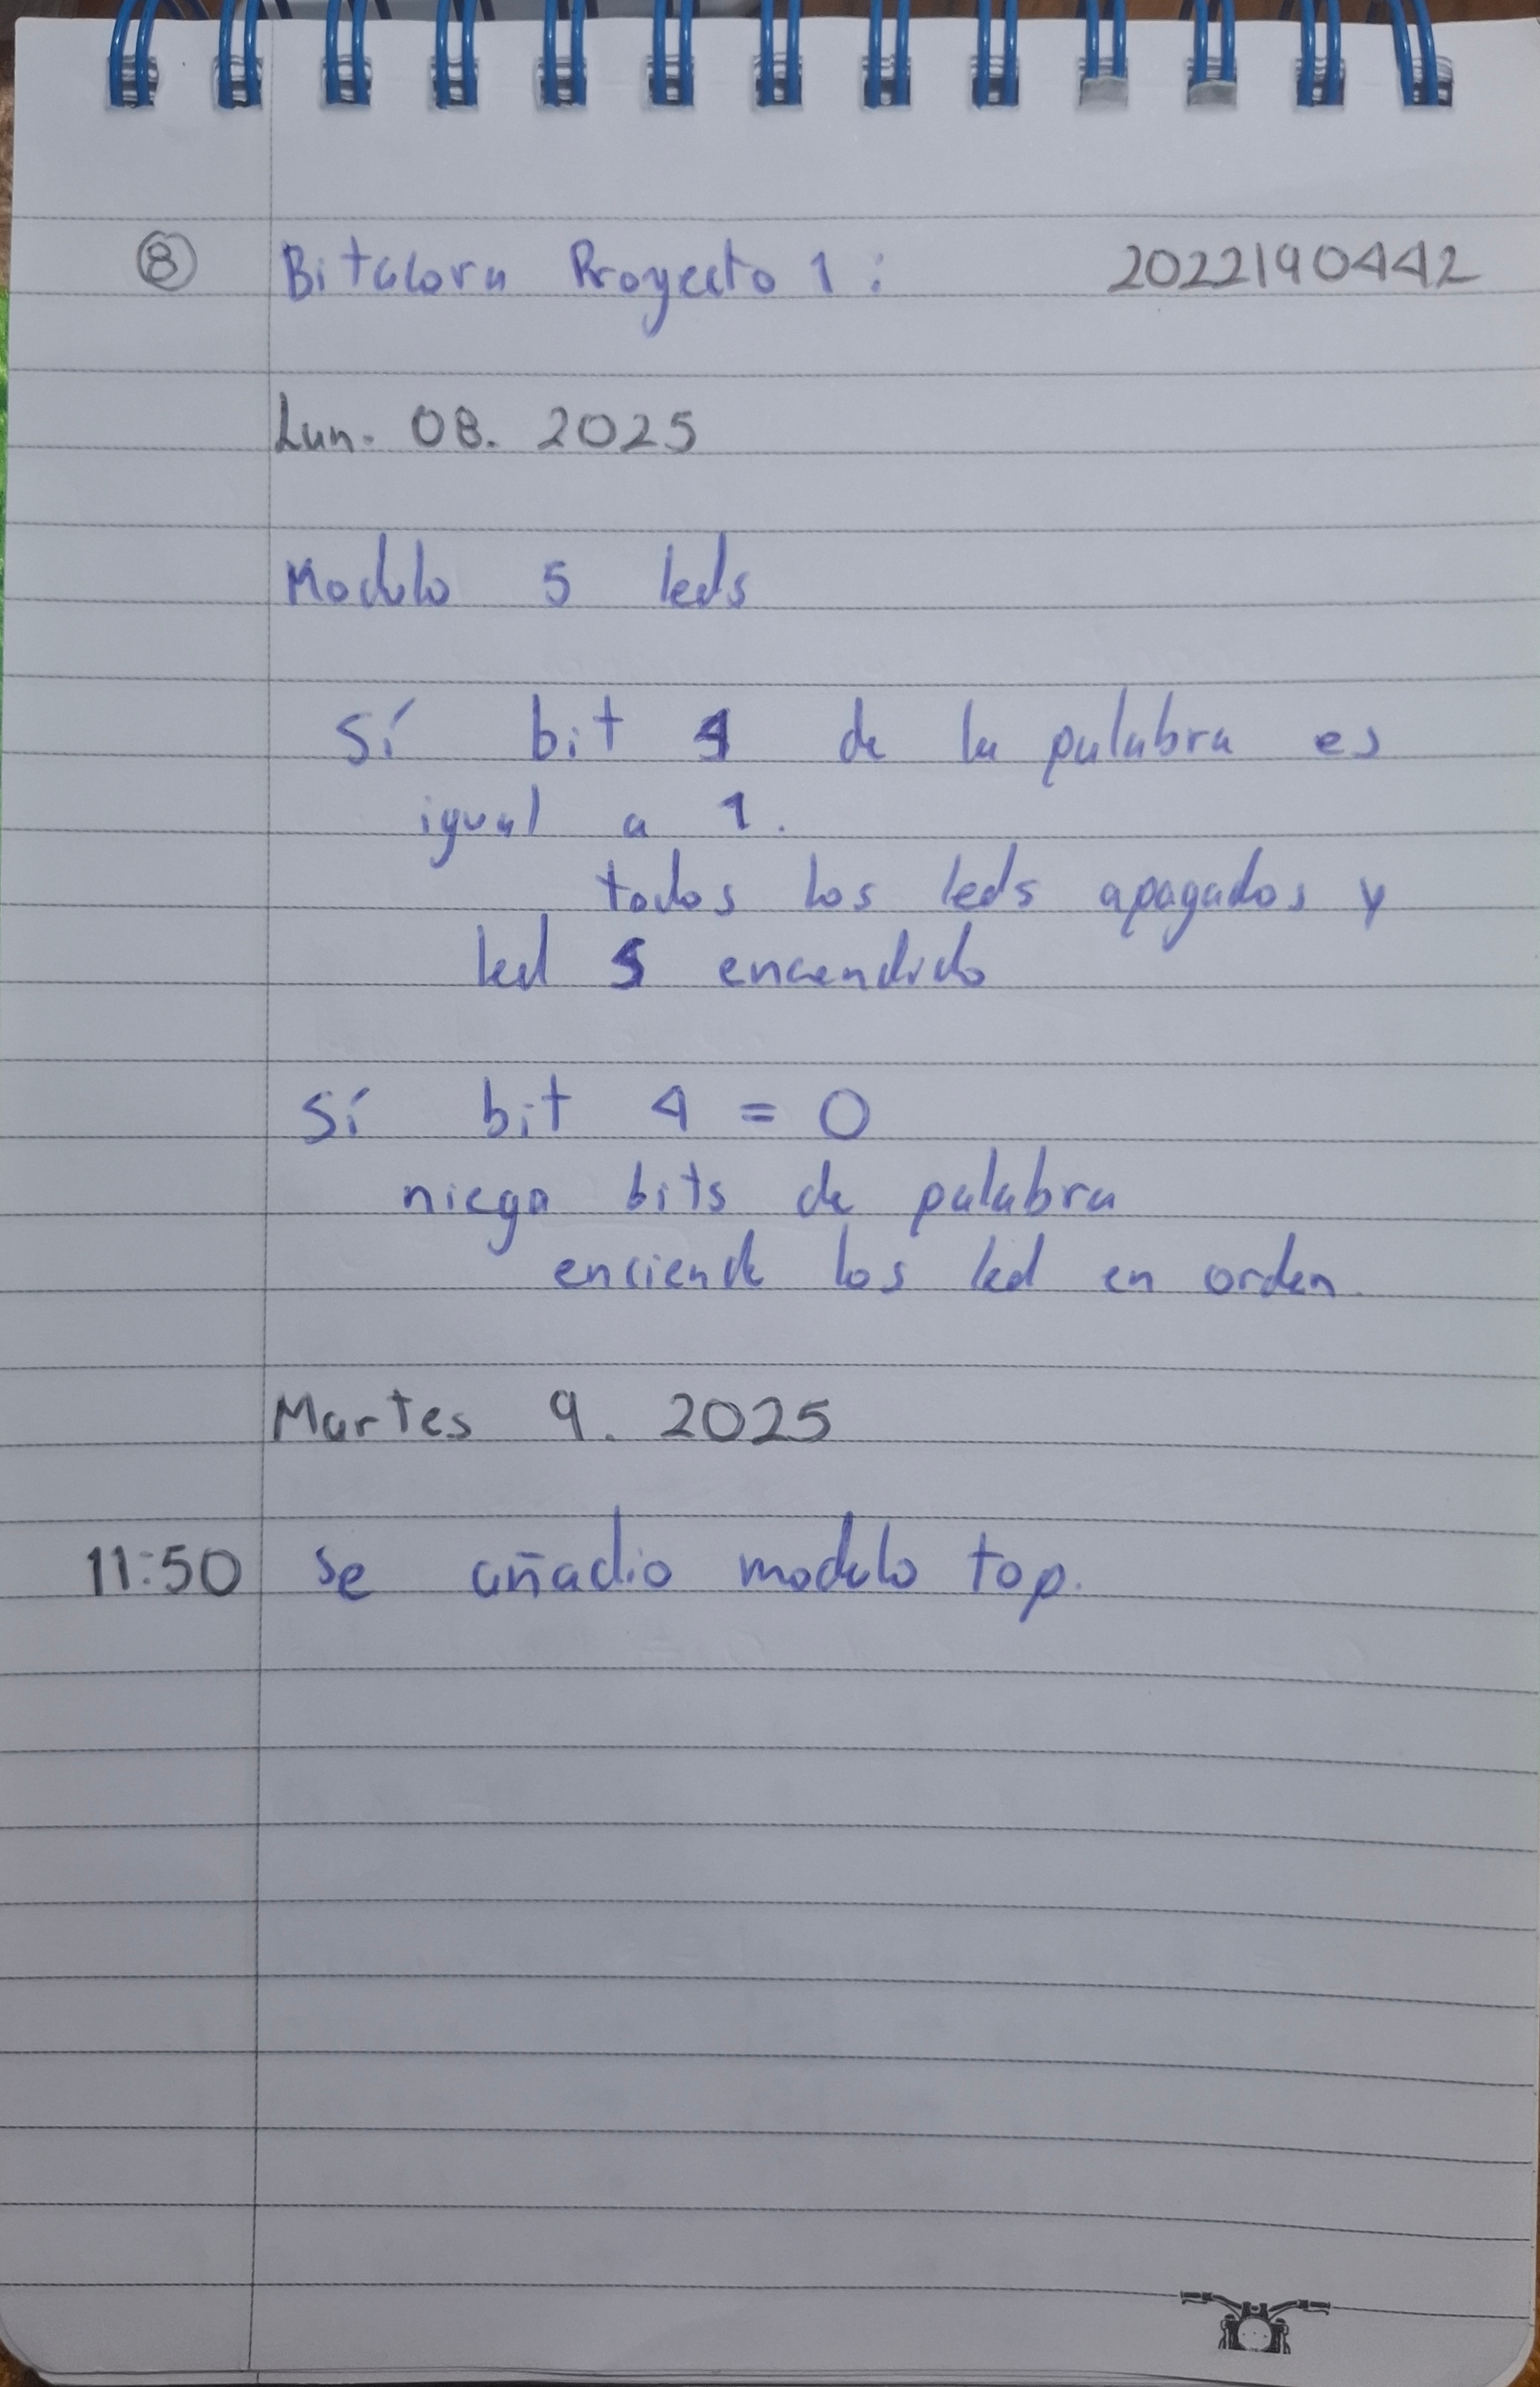 8 Bitacora Proyecto 1: 2022190442
Lun. 08. 2025
Modulo 5 leds
Sí bit 4 de la palabra es
igual a 1.
todos los leds apagados y
led 5 encendido
Sí bit 4 = 0
niega bits de palabra
enciende los led en orden.
Martes 9. 2025
11:50 se añadio modulo top.